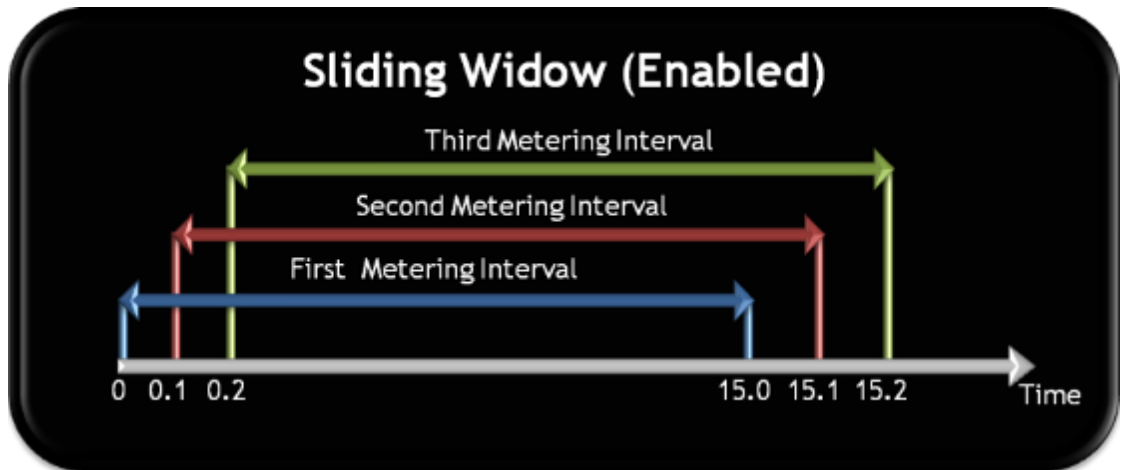 Sliding Widow (Enabled)
Third Metering Interval
Second Metering Interval
First Metering Interval
0 0.1 0.2 15.0 15.1 15.2
Time